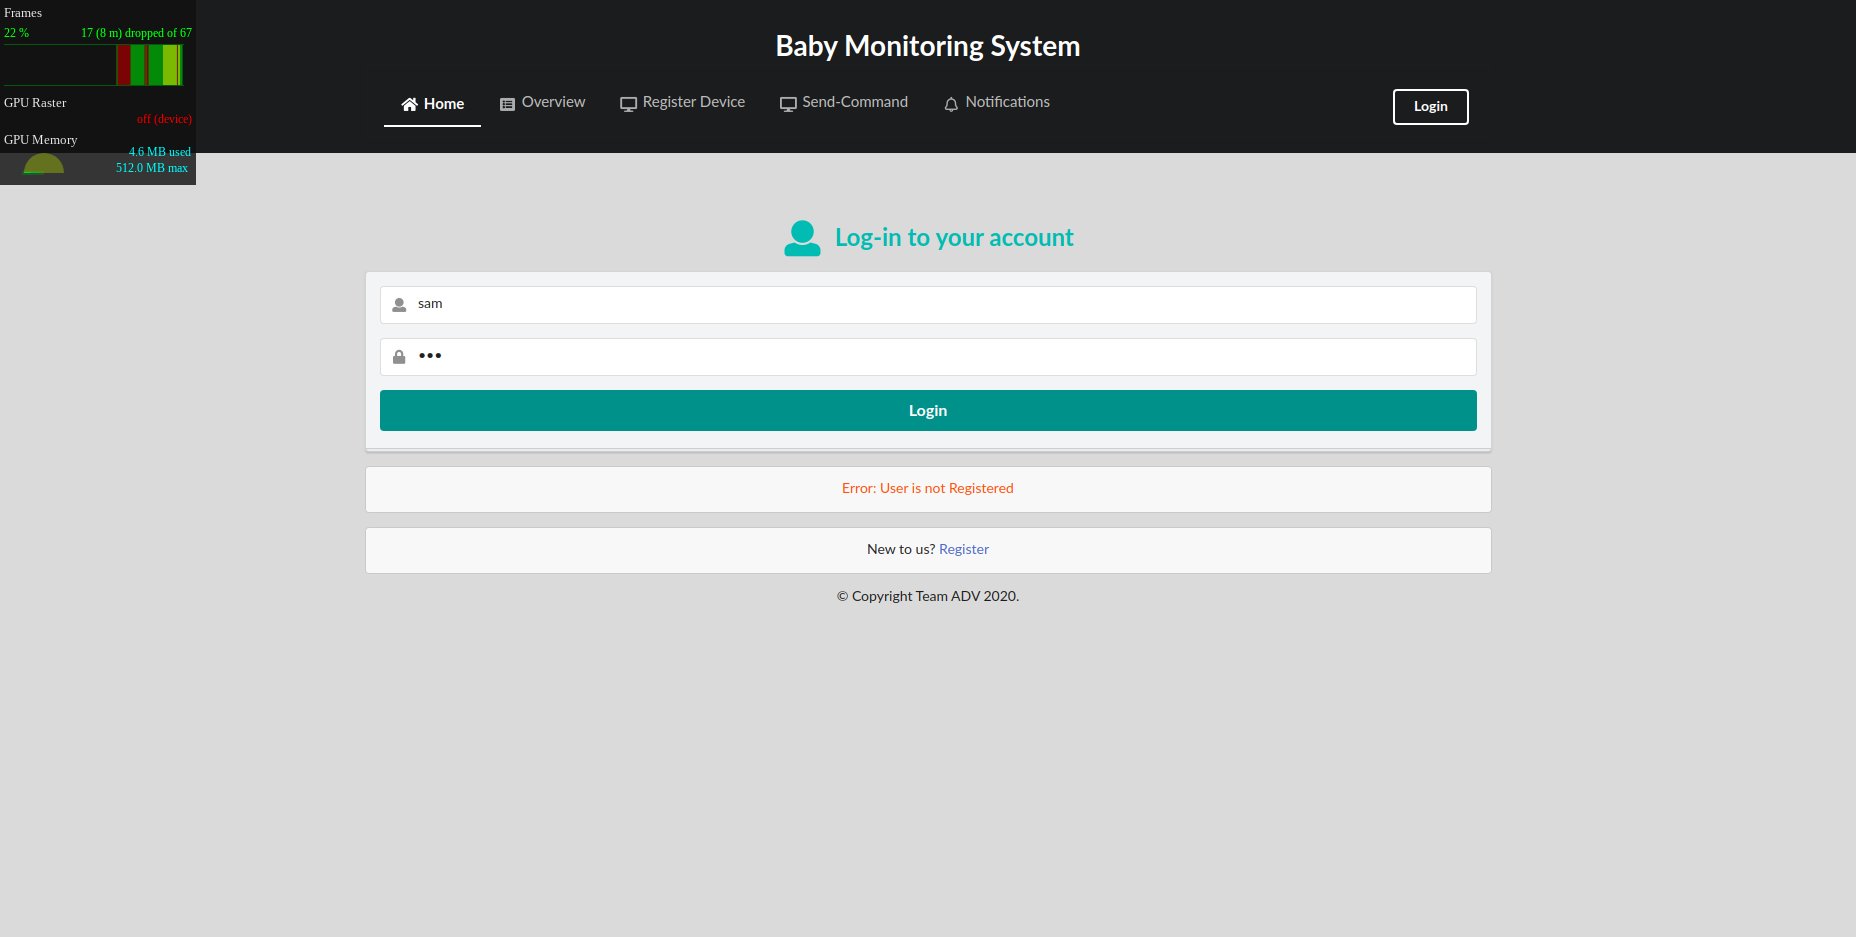 Frames
22 % 17 (8 m) dropped of 67
GPU Raster
off (device)
GPU Memory
4.6 MB used
512.0 MB max
Baby Monitoring System
Home Overview Register Device Send-Command Notifications Login
Log-in to your account
sam
•••
Login
Error: User is not Registered
New to us? Register
© Copyright Team ADV 2020.